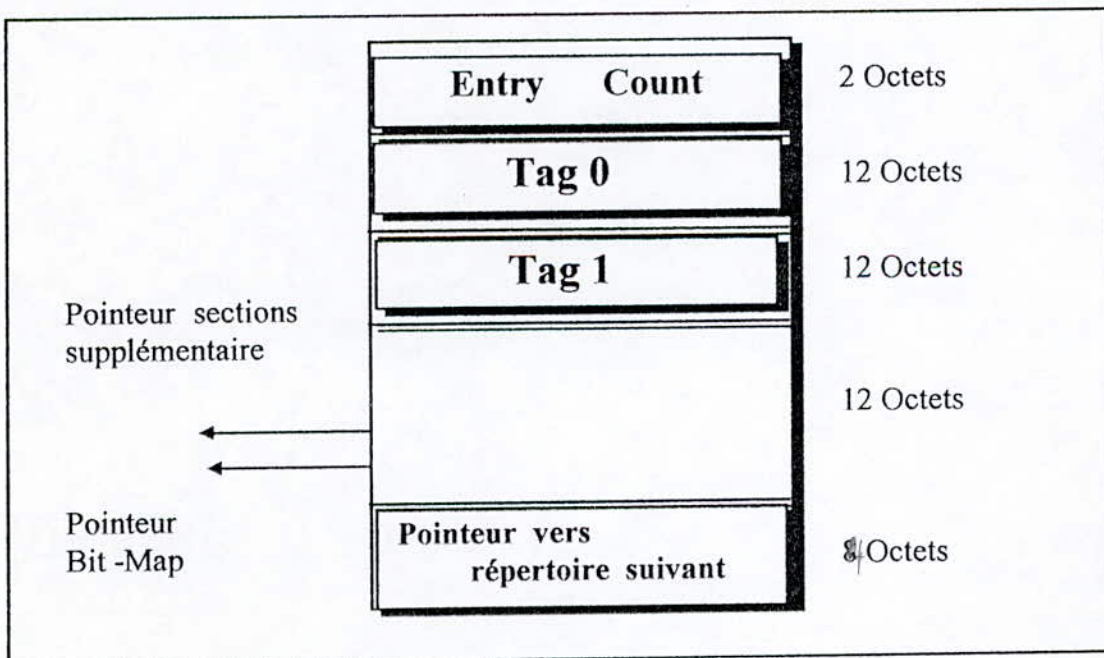 Entry Count
2 Octets
Tag 0
12 Octets
Tag 1
12 Octets
Pointeur sections
supplémentaire
12 Octets
Pointeur
Bit -Map
Pointeur vers
répertoire suivant
Octets